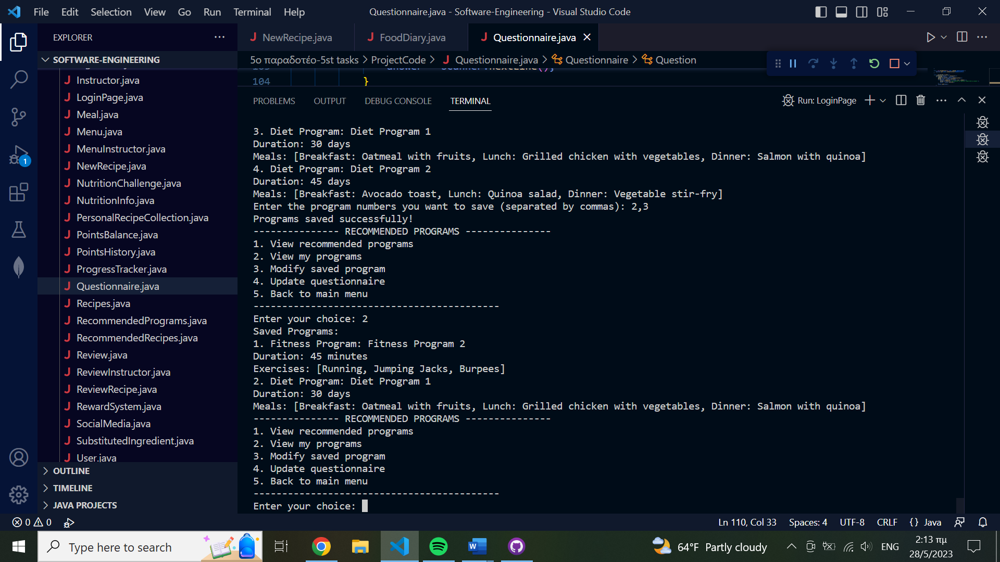 File Edit Selection View Go Run Terminal Help
Questionnaire.java - Software-Engineering - Visual Studio Code
EXPLORER
SOFTWARE-ENGINEERING
Instructor.java
LoginPage.java
Meal.java
Menu.java
MenuInstructor.java
NewRecipe.java
NutritionChallenge.java
NutritionInfo.java
PersonalRecipeCollection.java
PointsBalance.java
PointsHistory.java
ProgressTracker.java
Questionnaire.java
Recipes.java
RecommendedPrograms.java
RecommendedRecipes.java
Review.java
ReviewInstructor.java
ReviewRecipe.java
RewardSystem.java
SocialMedia.java
SubstitutedIngredient.java
User.java
OUTLINE
TIMELINE
JAVA PROJECTS
1
NewRecipe.java FoodDiary.java Questionnaire.java
5ο παραδοτέο-5st tasks > ProjectCode > Questionnaire.java > Questionnaire > Question
104 }
PROBLEMS OUTPUT DEBUG CONSOLE TERMINAL
Run: LoginPage
3. Diet Program: Diet Program 1
Duration: 30 days
Meals: [Breakfast: Oatmeal with fruits, Lunch: Grilled chicken with vegetables, Dinner: Salmon with quinoa]
4. Diet Program: Diet Program 2
Duration: 45 days
Meals: [Breakfast: Avocado toast, Lunch: Quinoa salad, Dinner: Vegetable stir-fry]
Enter the program numbers you want to save (separated by commas): 2,3
Programs saved successfully!
--------------- RECOMMENDED PROGRAMS ---------------
1. View recommended programs
2. View my programs
3. Modify saved program
4. Update questionnaire
5. Back to main menu
-------------------------------------------
Enter your choice: 2
Saved Programs:
1. Fitness Program: Fitness Program 2
Duration: 45 minutes
Exercises: [Running, Jumping Jacks, Burpees]
2. Diet Program: Diet Program 1
Duration: 30 days
Meals: [Breakfast: Oatmeal with fruits, Lunch: Grilled chicken with vegetables, Dinner: Salmon with quinoa]
--------------- RECOMMENDED PROGRAMS ---------------
1. View recommended programs
2. View my programs
3. Modify saved program
4. Update questionnaire
5. Back to main menu
-------------------------------------------
Enter your choice:
0 0
Ln 110, Col 33 Spaces: 4 UTF-8 CRLF {} Java
Type here to search
64°F Partly cloudy
ENG
2:13 πμ
28/5/2023